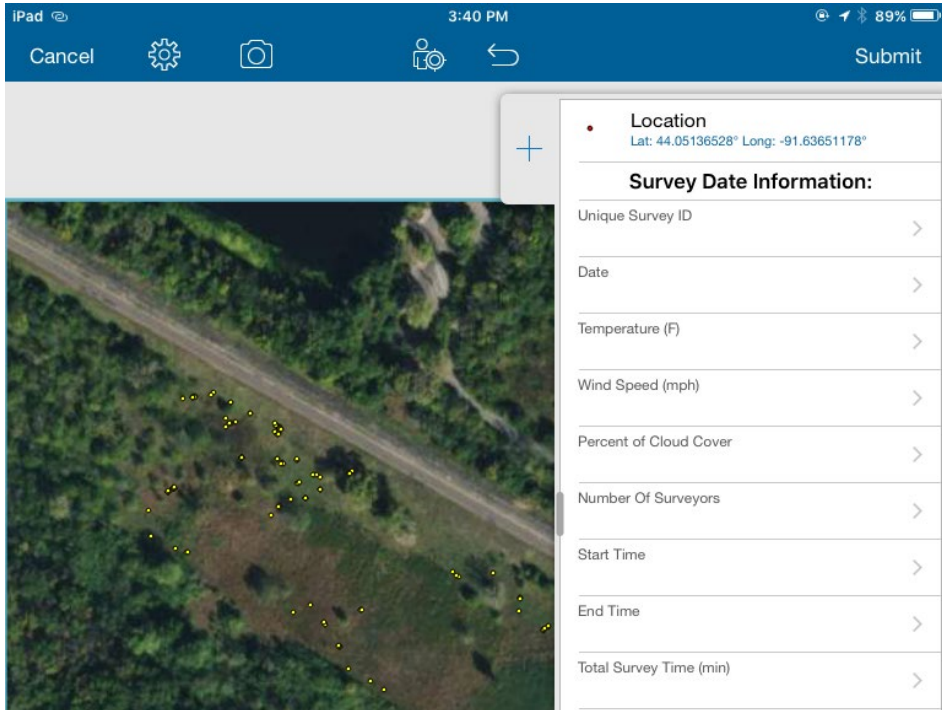 iPad 3:40 PM 89%
Cancel Submit
Location
Lat: 44.05136528° Long: -91.63651178°
Survey Date Information:
Unique Survey ID
Date
Temperature (F)
Wind Speed (mph)
Percent of Cloud Cover
Number Of Surveyors
Start Time
End Time
Total Survey Time (min)